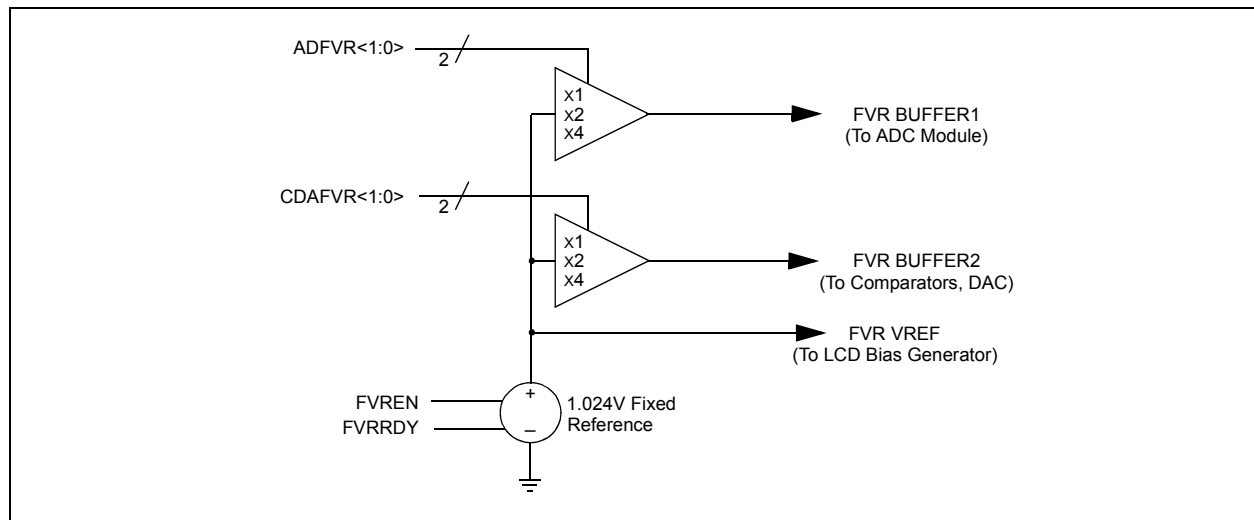 ADFVR<1:0>
2
X1
X2
X4
FVR BUFFER1
(To ADC Module)
CDAFVR<1:0>
2
X1
X2
X4
FVR BUFFER2
(To Comparators, DAC)
FVR VREF
(To LCD Bias Generator)
+
_
FVREN
FVRRDY
1.024V Fixed
Reference